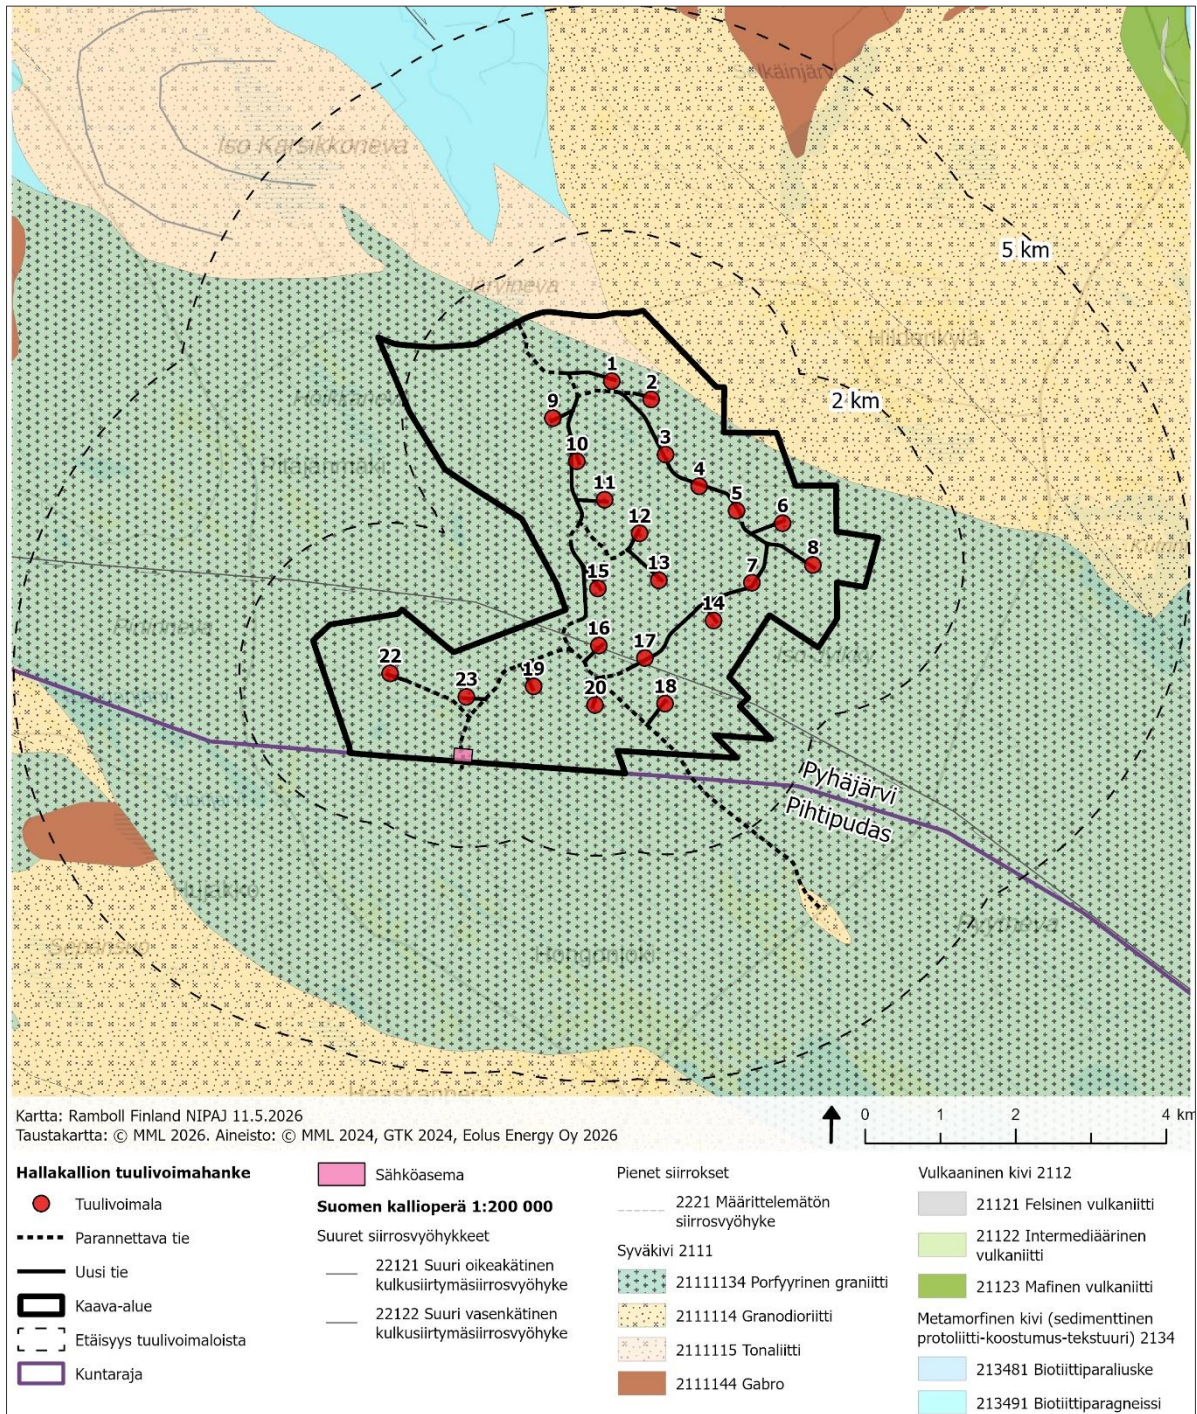 Selkäinjärvi
Iso Karsikkoneva
5 km
Järvineva
Hiidenkylä
2 km
1
2
9
3
10
4
11
5
6
12
8
13
7
15
14
16
17
22
19
23
20
18
Pyhäjärvi
Pihtipudas
Hongonjoki
Haaskannerä
Kartta: Ramboll Finland NIPAJ 11.5.2026
Taustakartta: © MML 2026. Aineisto: © MML 2024, GTK 2024, Eolus Energy Oy 2026
0 1 2 4 km
Hallakallion tuulivoimahanke
Tuulivoimala
Parannettava tie
Uusi tie
Kaava-alue
Etäisyys tuulivoimaloista
Kuntaraja
Sähköasema
Suomen kallioperä 1:200 000
Suuret siirrosvyöhykkeet
22121 Suuri oikeakätinen
kulkusiirtymäsiirrosvyöhyke
22122 Suuri vasenkätinen
kulkusiirtymäsiirrosvyöhyke
Pienet siirrokset
2221 Määrittelemätön
siirrosvyöhyke
Syväkivi 2111
21111134 Porfyyrinen graniitti
2111114 Granodioriitti
2111115 Tonaliitti
2111144 Gabro
Vulkaaninen kivi 2112
21121 Felsinen vulkaniitti
21122 Intermediäärinen
vulkaniitti
21123 Mafinen vulkaniitti
Metamorfinen kivi (sedimenttinen
protoliitti-koostumus-tekstuuri) 2134
213481 Biotiittiparaliuske
213491 Biotiittiparagneissi